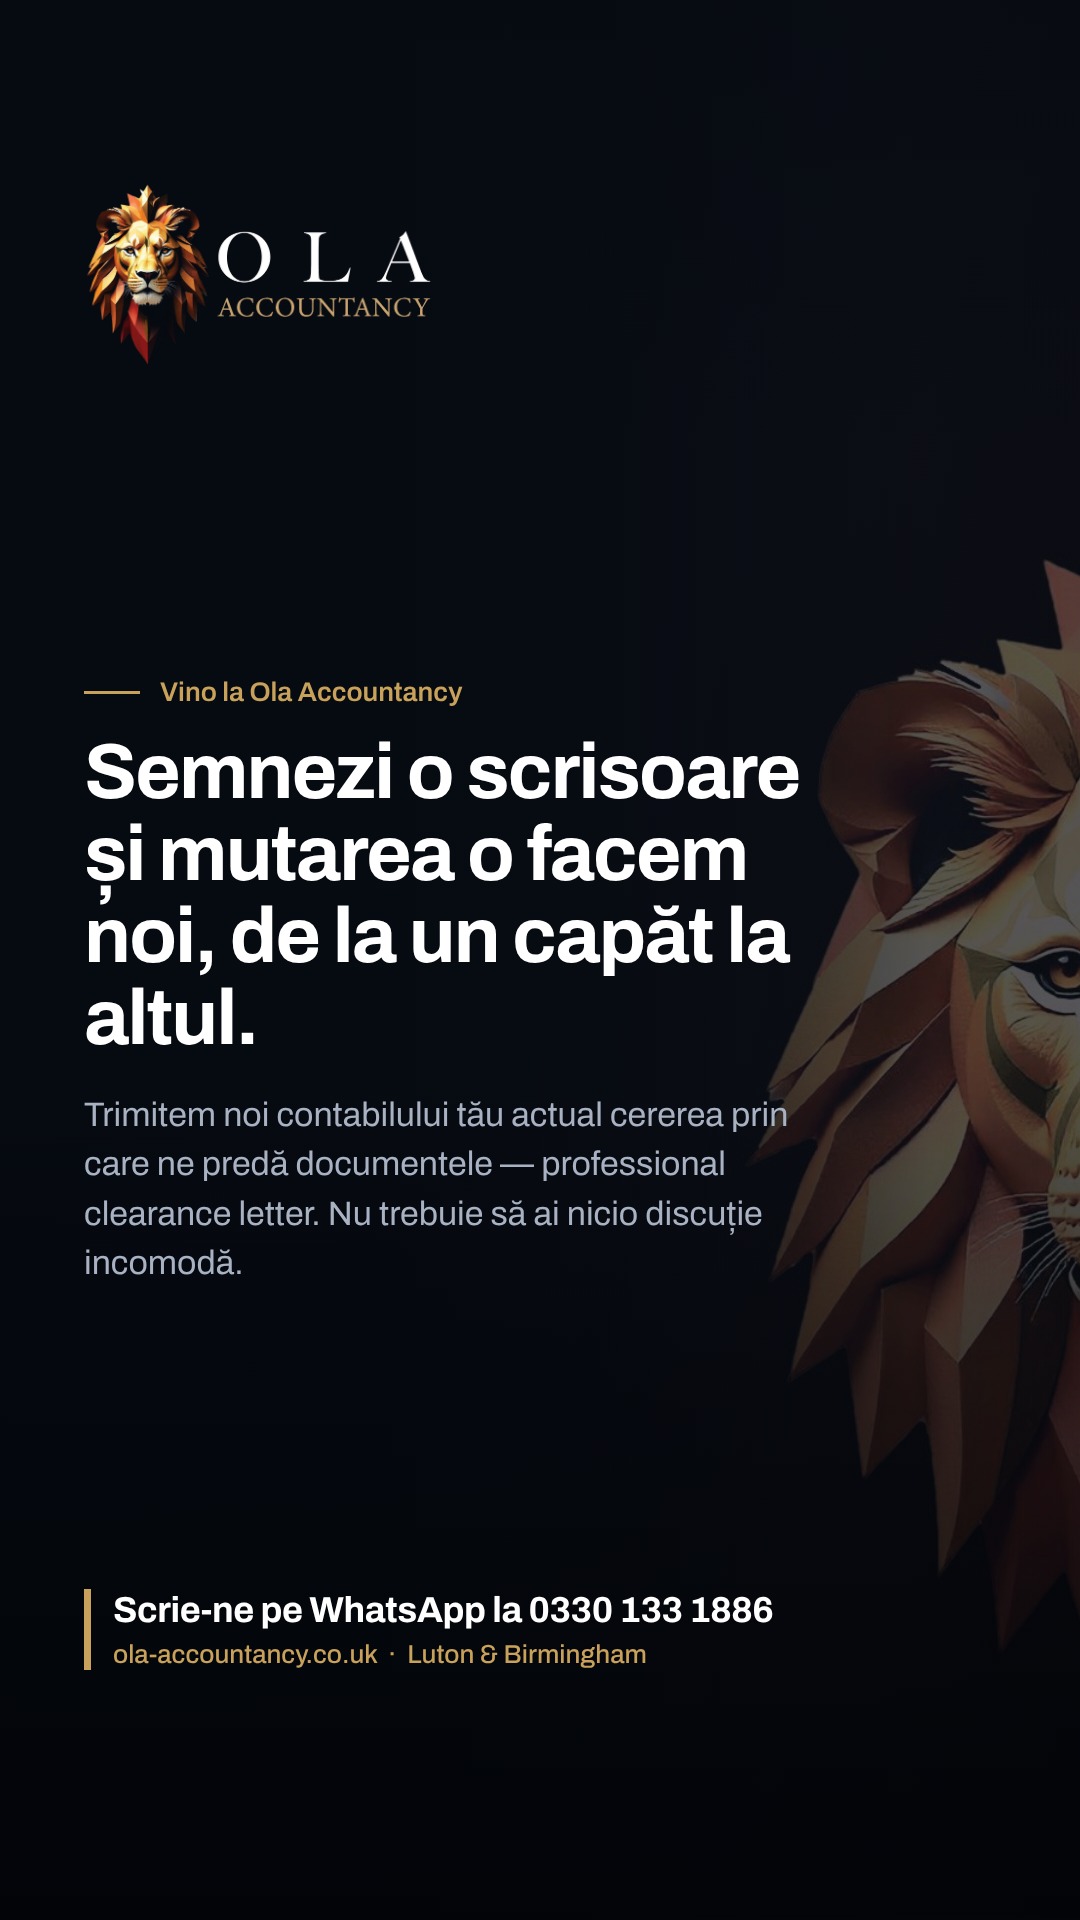 OLA
ACCOUNTANCY
Vino la Ola Accountancy
Semnezi o scrisoare
și mutarea o facem
noi, de la un capăt la
altul.
Trimitem noi contabilului tău actual cererea prin
care ne predă documentele — professional
clearance letter. Nu trebuie să ai nicio discuție
incomodă.
Scrie-ne pe WhatsApp la 0330 133 1886
ola-accountancy.co.uk · Luton & Birmingham